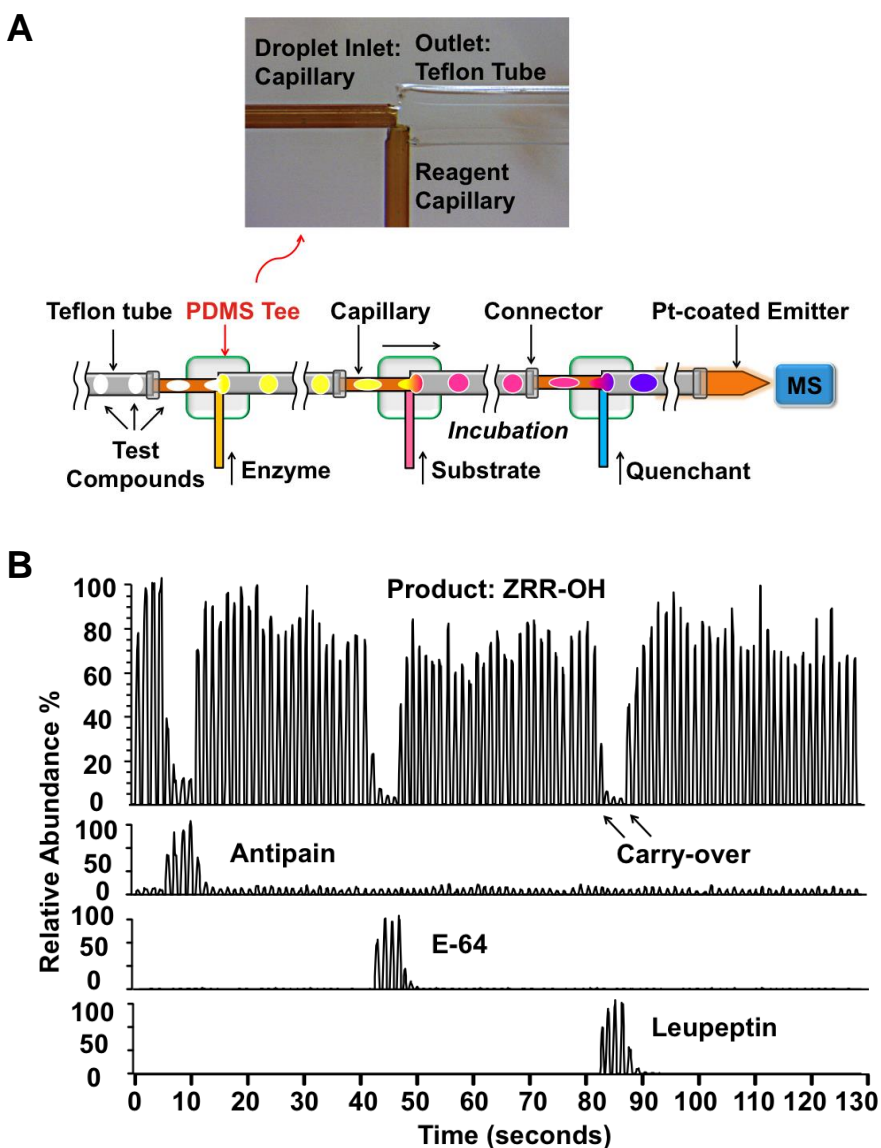 A
Droplet Inlet:
Capillary
Outlet:
Teflon Tube
Reagent
Capillary
Teflon tube
PDMS Tee
Capillary
Connector
Pt-coated Emitter
MS
Test
Compounds
Enzyme
Substrate
Incubation
Quenchant
B
Relative Abundance %
100
80
60
40
20
0
Product: ZRR-OH
Carry-over
100
50
0
Antipain
100
50
0
E-64
100
50
0
Leupeptin
0 10 20 30 40 50 60 70 80 90 100 110 120 130
Time (seconds)